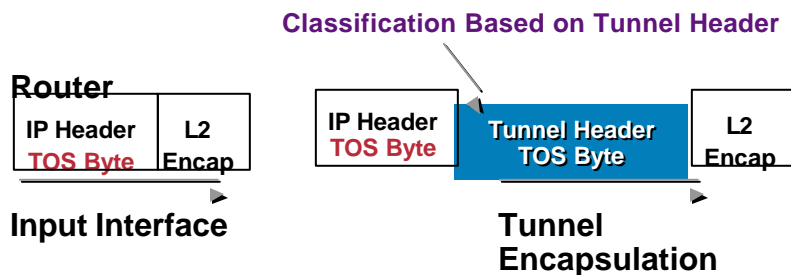 Classification Based on Tunnel Header
Router
IP Header
TOS Byte
L2
Encap
Input Interface
IP Header
TOS Byte
Tunnel Header
TOS Byte
L2
Encap
Tunnel
Encapsulation